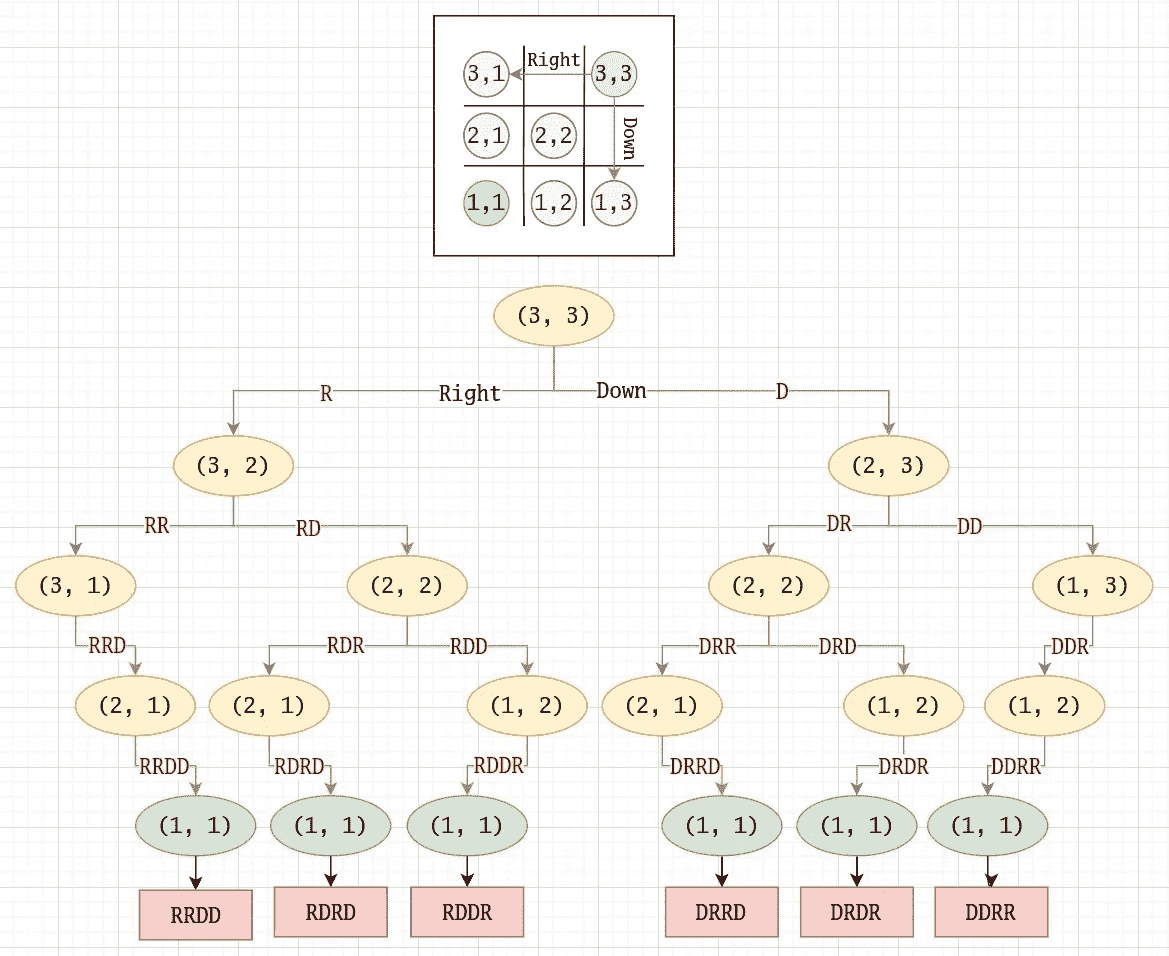 3,1 Right 3,3
2,1 2,2 Down
1,1 1,2 1,3
(3, 3)
R Right Down D
(3, 2) (2, 3)
RR RD DR DD
(3, 1) (2, 2) (2, 2) (1, 3)
RRD RDR RDD DRR DRD DDR
(2, 1) (2, 1) (1, 2) (2, 1) (1, 2) (1, 2)
RRDD RDRD RDDR DRRD DRDR DDRR
(1, 1) (1, 1) (1, 1) (1, 1) (1, 1) (1, 1)
RRDD RDRD RDDR DRRD DRDR DDRR